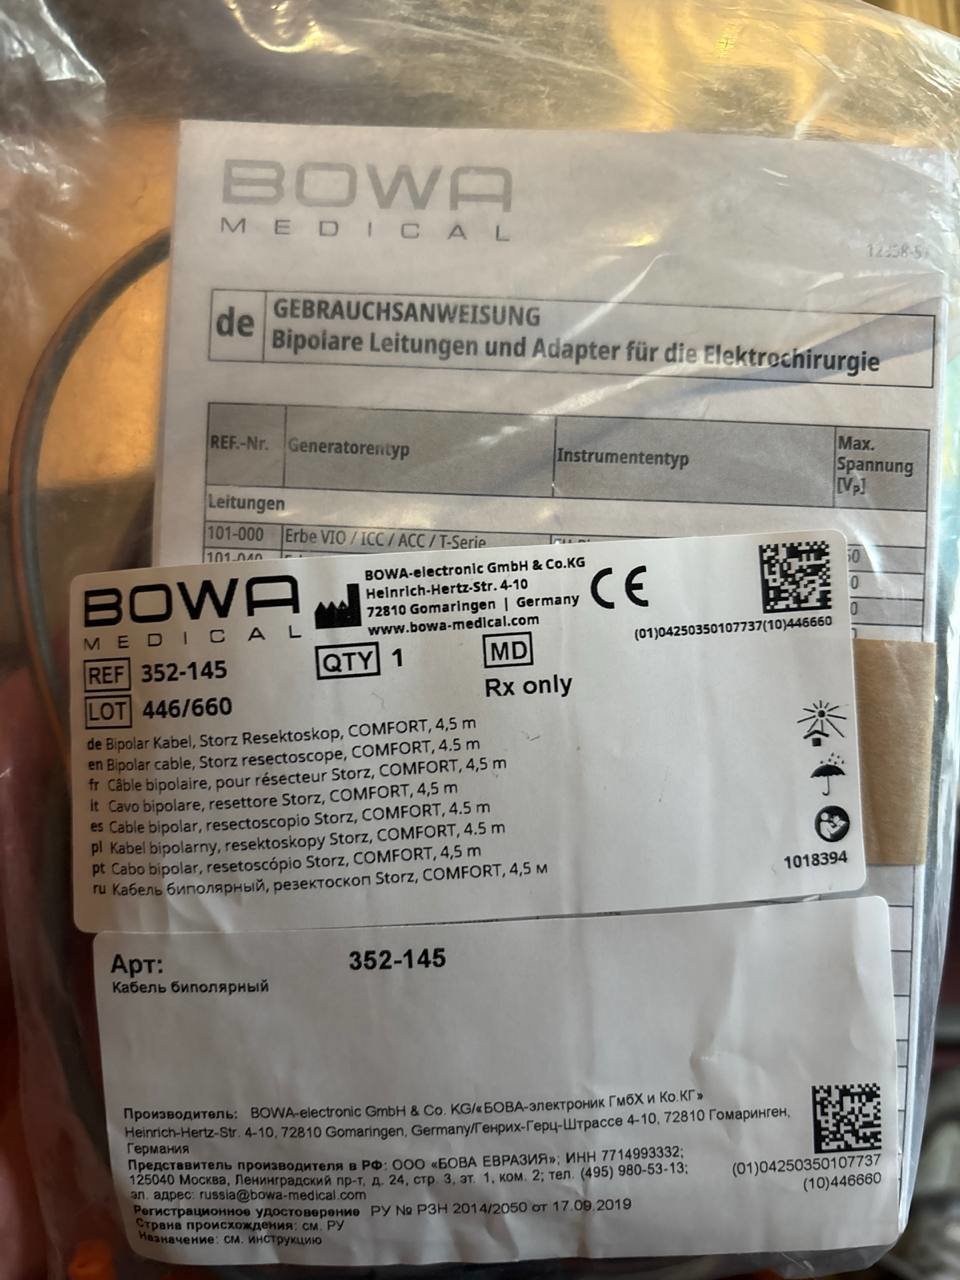 BOWA
MEDICAL
de
GEBRAUCHSANWEISUNG
Bipolare Leitungen und Adapter für die Elektrochirurgie
REF.-Nr.
Generatorentyp
Instrumententyp
Max.
Spannung
[Vp]
Leitungen
101-000
Erbe VIO / ICC / ACC / T-Serie
101-040
BOWA
MEDICAL
BOWA-electronic GmbH & Co.KG
Heinrich-Hertz-Str. 4-10
72810 Gomaringen | Germany
www.bowa-medical.com
CE
(01)04250350107737(10)446660
REF 352-145
QTY 1
MD
Rx only
LOT 446/660
de Bipolar Kabel, Storz Resektoskop, COMFORT, 4,5 m
en Bipolar cable, Storz resectoscope, COMFORT, 4.5 m
fr Câble bipolaire, pour résecteur Storz, COMFORT, 4,5 m
it Cavo bipolare, resettore Storz, COMFORT, 4,5 m
es Cable bipolar, resectoscopio Storz, COMFORT, 4.5 m
pl Kabel bipolarny, resektoskopy Storz, COMFORT, 4.5 m
pt Cabo bipolar, resetoscópio Storz, COMFORT, 4,5 m
ru Кабель биполярный, резектоскоп Storz, COMFORT, 4,5 м
1018394
Арт: 352-145
Кабель биполярный
Производитель: BOWA-electronic GmbH & Co. KG/«БОВА-электроник ГмбХ и Ко.КГ»
Heinrich-Hertz-Str. 4-10, 72810 Gomaringen, Germany/Генрих-Герц-Штрассе 4-10, 72810 Гомаринген,
Германия
Представитель производителя в РФ: ООО «БОВА ЕВРАЗИЯ»; ИНН 7714993332;
125040 Москва, Ленинградский пр-т, д. 24, стр. 3, эт. 1, ком. 2; тел. (495) 980-53-13;
эл. адрес: russia@bowa-medical.com
Регистрационное удостоверение РУ № РЗН 2014/2050 от 17.09.2019
Страна происхождения: см. РУ
Назначение: см. инструкцию
(01)04250350107737
(10)446660